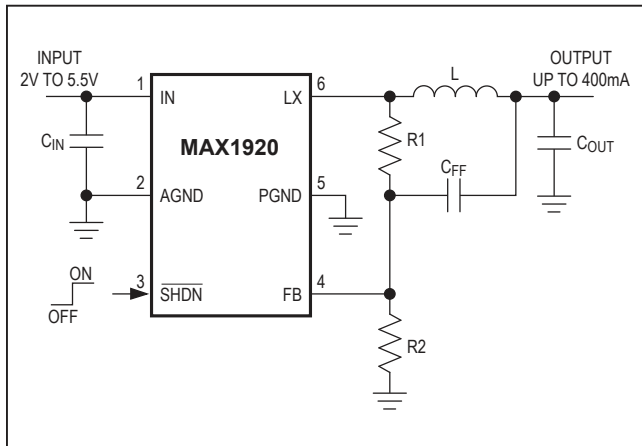 INPUT
2V TO 5.5V
OUTPUT
UP TO 400mA
1
IN
LX
6
L
CIN
MAX1920
R1
COUT
CFF
2
AGND
PGND
5
ON
OFF
3
SHDN
FB
4
R2